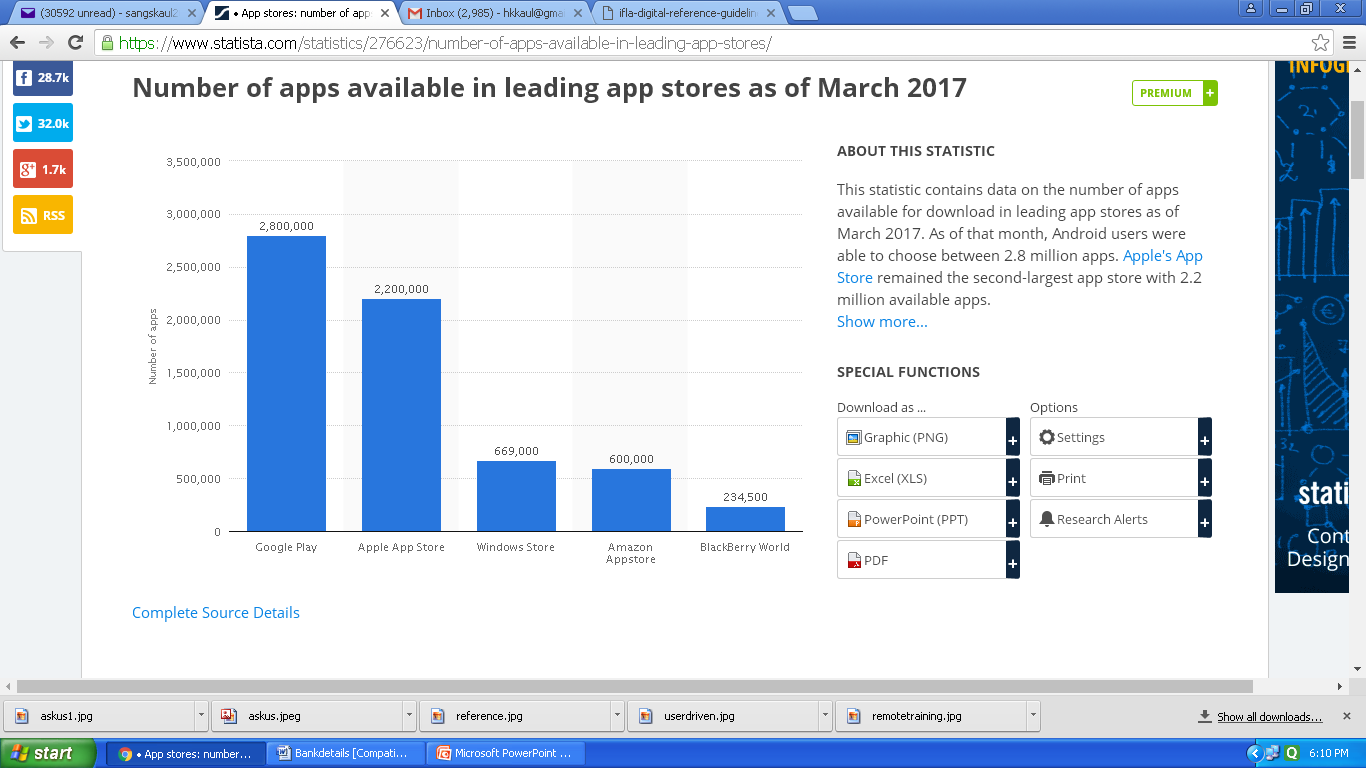 (30592 unread) - sangskaul2
• App stores: number of app
Inbox (2,985) - hkkaul@gma
ifla-digital-reference-guidelin
https://www.statista.com/statistics/276623/number-of-apps-available-in-leading-app-stores/
28.7k
32.0k
1.7k
RSS
Number of apps available in leading app stores as of March 2017
PREMIUM +
3,500,000
3,000,000
2,500,000
2,000,000
1,500,000
1,000,000
500,000
0
Number of apps
2,800,000
2,200,000
669,000
600,000
234,500
Google Play
Apple App Store
Windows Store
Amazon
Appstore
BlackBerry World
Complete Source Details
ABOUT THIS STATISTIC
This statistic contains data on the number of apps
available for download in leading app stores as of
March 2017. As of that month, Android users were
able to choose between 2.8 million apps. Apple's App
Store remained the second-largest app store with 2.2
million available apps.
Show more...
SPECIAL FUNCTIONS
Download as ...
Graphic (PNG) +
Excel (XLS) +
PowerPoint (PPT) +
PDF +
Options
Settings +
Print +
Research Alerts +
INFOG
stati
Cont
Design
askus1.jpg
askus.jpeg
reference.jpg
userdriven.jpg
remotetraining.jpg
Show all downloads...
start
• App stores: number...
Bankdetails [Compati...
Microsoft PowerPoint ...
6:10 PM